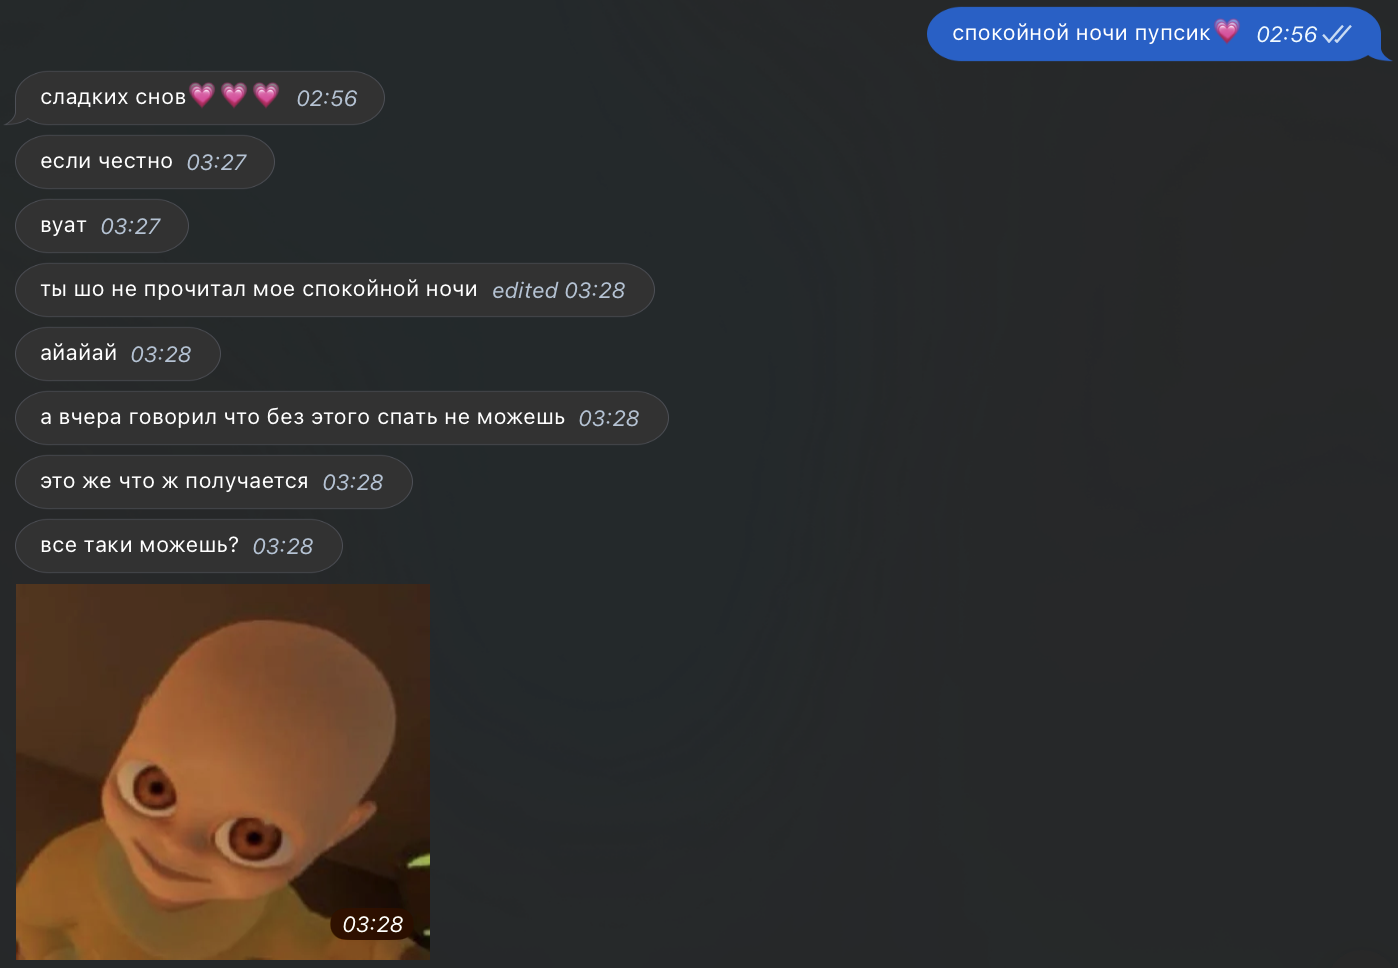 спокойной ночи пупсик💗 02:56
сладких снов💗💗💗 02:56
если честно 03:27
вуат 03:27
ты шо не прочитал мое спокойной ночи edited 03:28
айайай 03:28
а вчера говорил что без этого спать не можешь 03:28
это же что ж получается 03:28
все таки можешь? 03:28
03:28